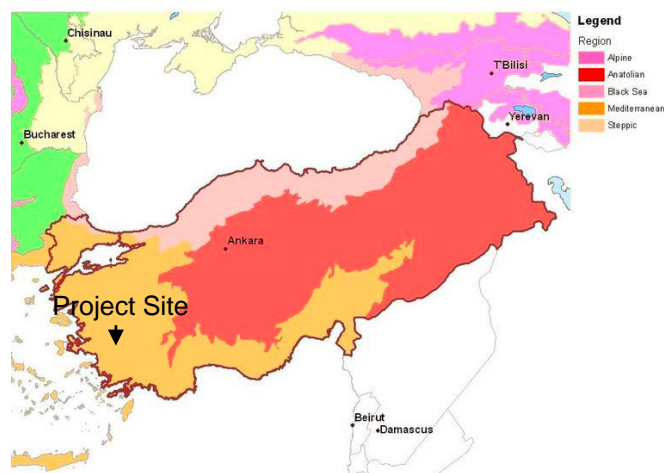 Chisinau
Bucharest
T'Bilisi
Yerevan
Ankara
Project Site
Beirut
Damascus
Legend
Region
Alpine
Anatolian
Black Sea
Mediterranean
Steppic